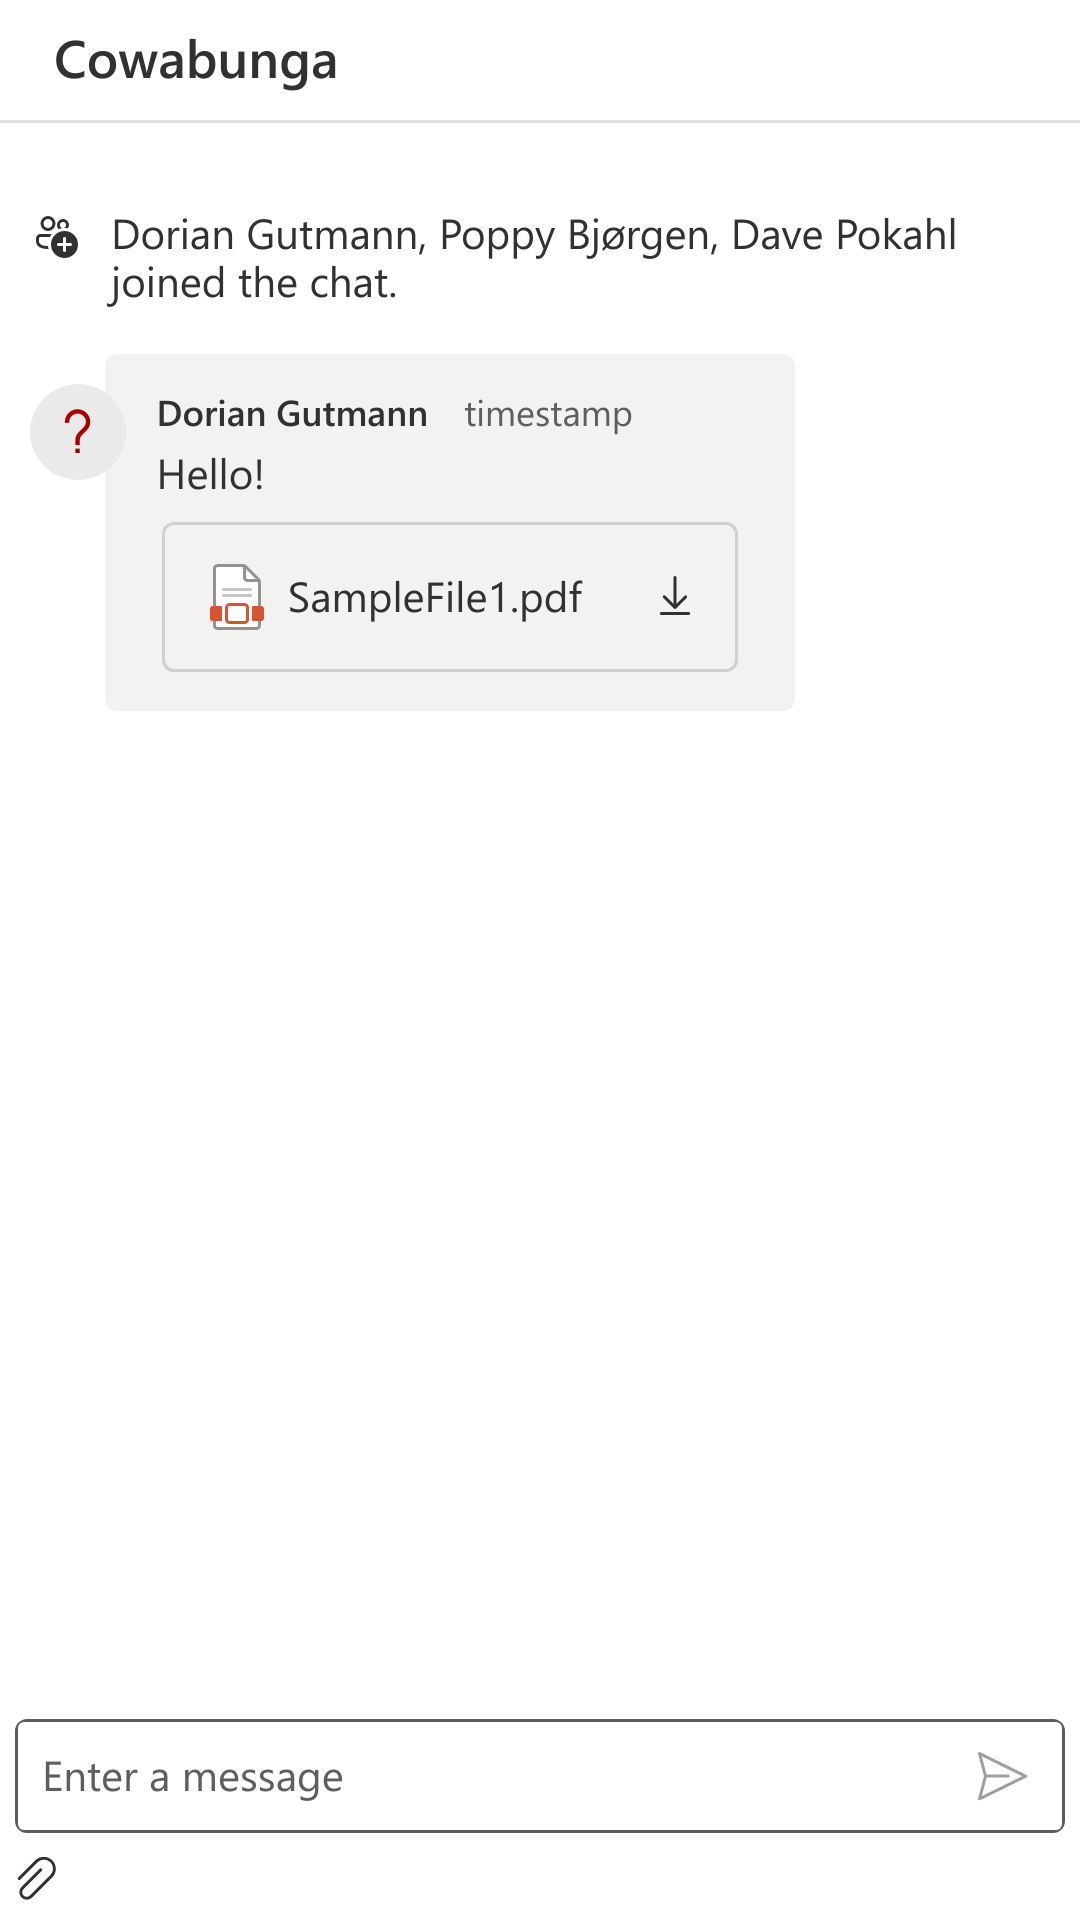 Cowabunga
Dorian Gutmann, Poppy Bjørgen, Dave Pokahl
joined the chat.
?
Dorian Gutmann timestamp
Hello!
SampleFile1.pdf
Enter a message